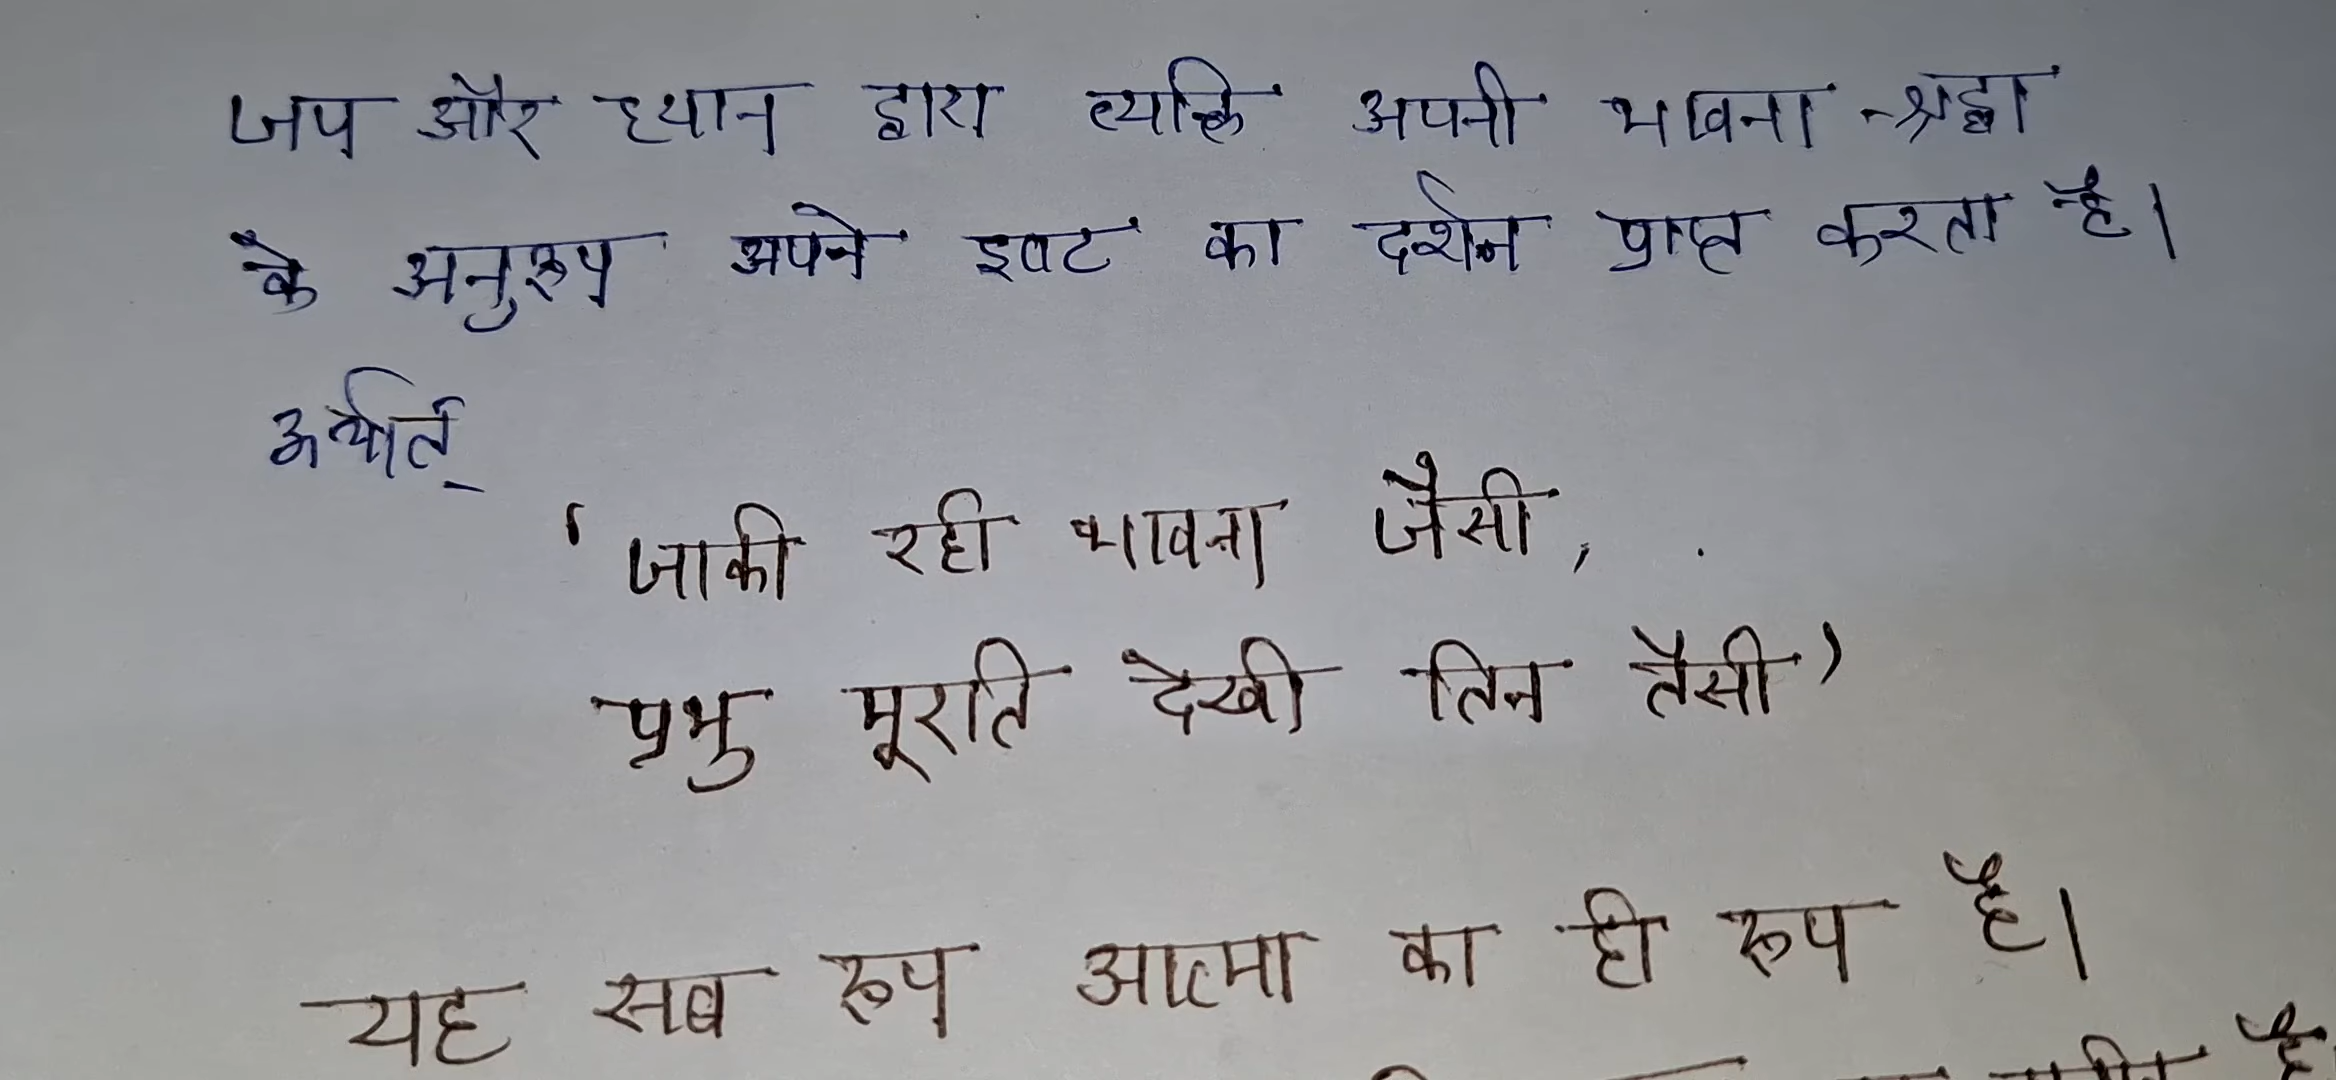 जप और ध्यान द्वारा व्यक्ति अपनी भावना-श्रद्धा
के अनुरूप अपने इष्ट का दर्शन प्राप्त करता है।
अर्थात्
'जाकी रही भावना जैसी,
प्रभु मूरति देखी तिन तैसी'
यह सब रूप आत्मा का ही रूप है।
है